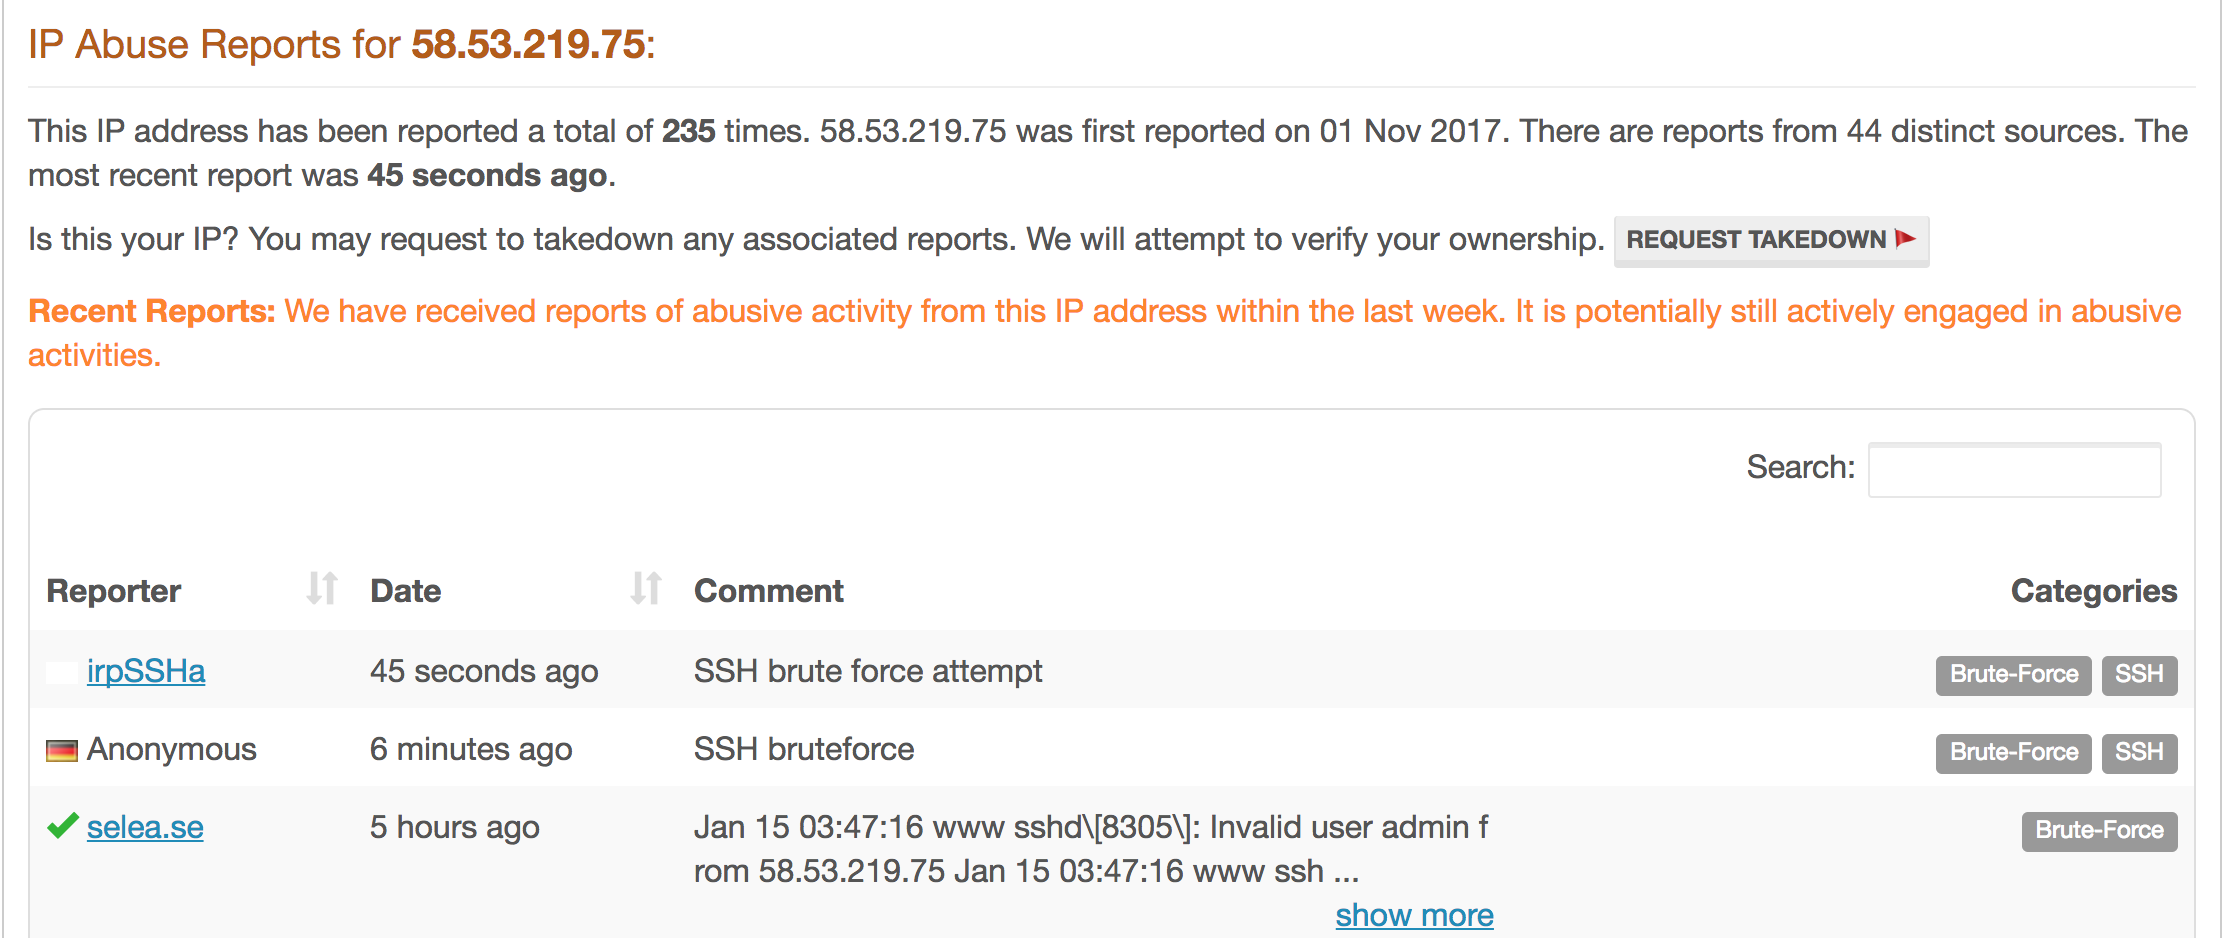 IP Abuse Reports for 58.53.219.75:
This IP address has been reported a total of 235 times. 58.53.219.75 was first reported on 01 Nov 2017. There are reports from 44 distinct sources. The
most recent report was 45 seconds ago.
Is this your IP? You may request to takedown any associated reports. We will attempt to verify your ownership. REQUEST TAKEDOWN
Recent Reports: We have received reports of abusive activity from this IP address within the last week. It is potentially still actively engaged in abusive
activities.
Search:
Reporter Date Comment Categories
irpSSHa 45 seconds ago SSH brute force attempt Brute-Force SSH
Anonymous 6 minutes ago SSH bruteforce Brute-Force SSH
selea.se 5 hours ago Jan 15 03:47:16 www sshd\[8305\]: Invalid user admin f Brute-Force
rom 58.53.219.75 Jan 15 03:47:16 www ssh ...
show more